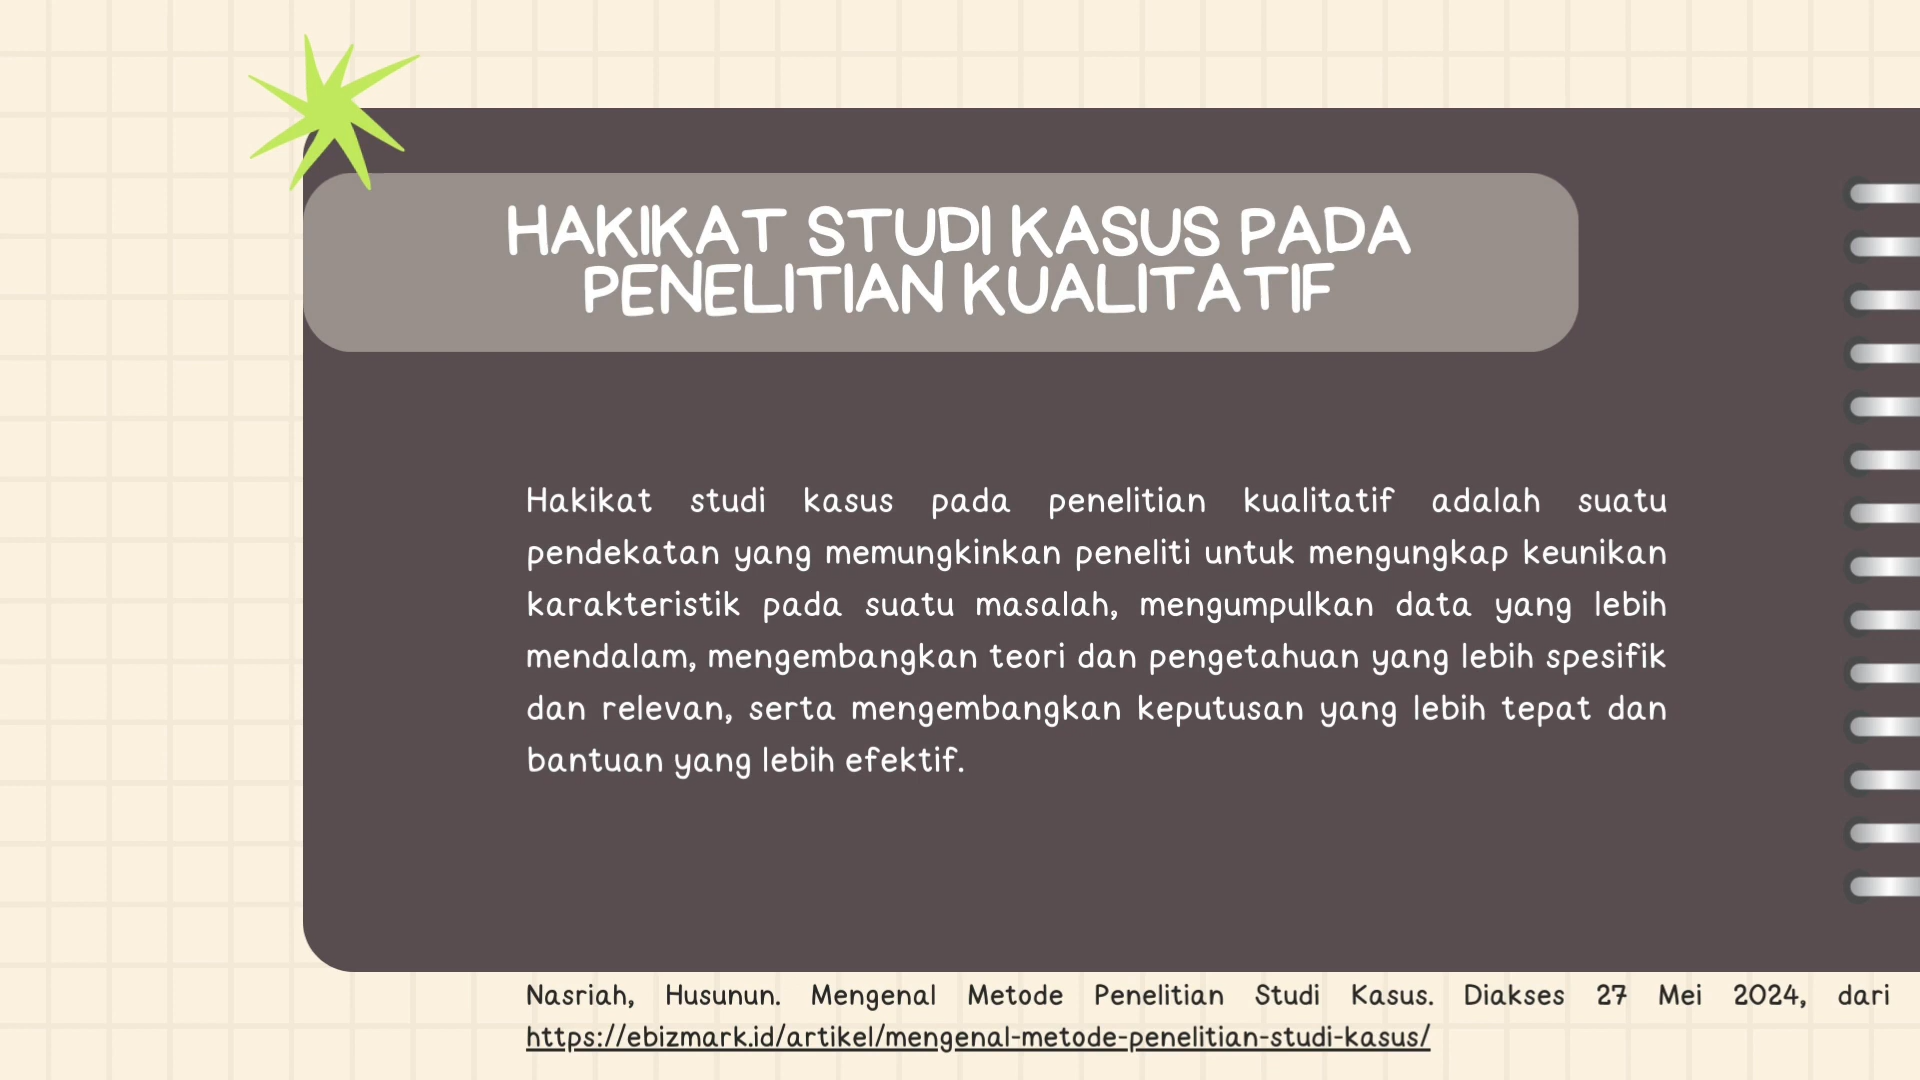 HAKIKAT STUDI KASUS PADA
PENELITIAN KUALITATIF
Hakikat studi kasus pada penelitian kualitatif adalah suatu
pendekatan yang memungkinkan peneliti untuk mengungkap keunikan
karakteristik pada suatu masalah, mengumpulkan data yang lebih
mendalam, mengembangkan teori dan pengetahuan yang lebih spesifik
dan relevan, serta mengembangkan keputusan yang lebih tepat dan
bantuan yang lebih efektif.
Nasriah, Husunun. Mengenal Metode Penelitian Studi Kasus. Diakses 27 Mei 2024, dari
https://ebizmark.id/artikel/mengenal-metode-penelitian-studi-kasus/